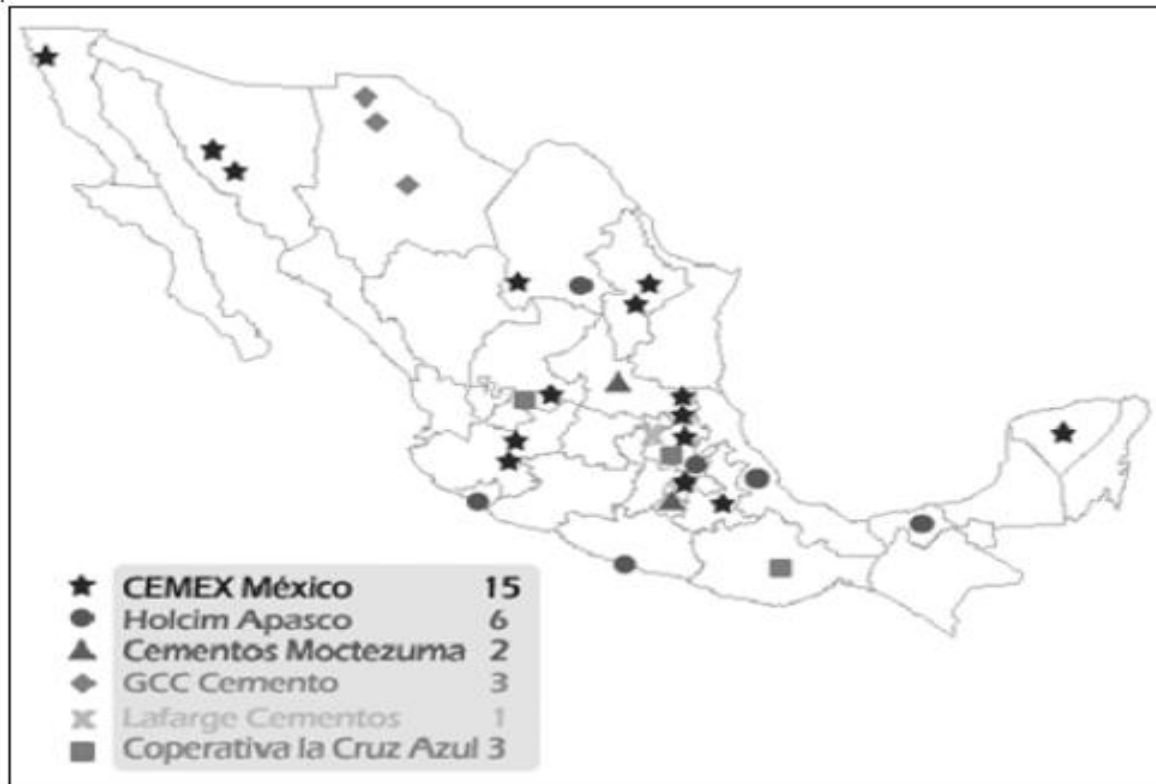 CEMEX México 15
Holcim Apasco 6
Cementos Moctezuma 2
GCC Cemento 3
Lafarge Cementos 1
Coperativa la Cruz Azul 3